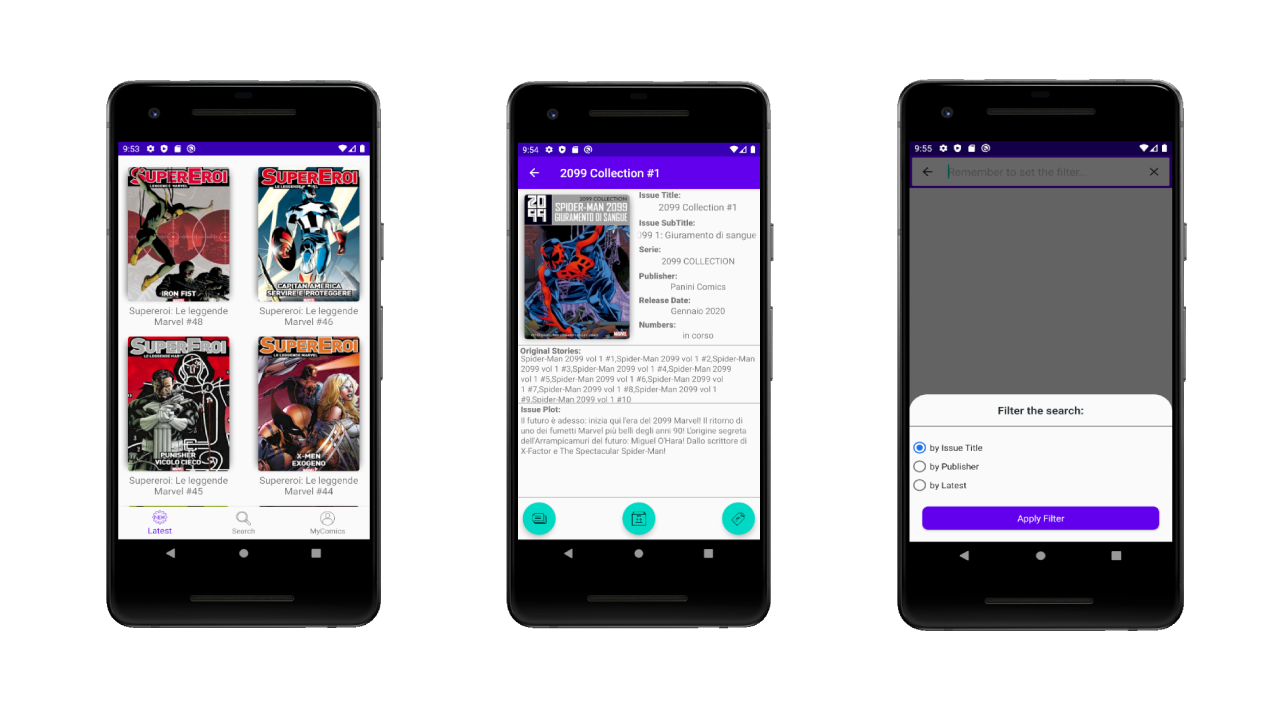 9:53
SUPEREROI
LE LEGGENDE MARVEL
IRON FIST
SUPEREROI
LE LEGGENDE MARVEL
CAPITAN AMERICA
SERVIRE E PROTEGGERE
Supereroi: Le leggende
Marvel #48
Supereroi: Le leggende
Marvel #46
SUPEREROI
LE LEGGENDE MARVEL
PUNISHER
VICOLO CIECO
SUPEREROI
LE LEGGENDE MARVEL
X-MEN
EXOGENO
Supereroi: Le leggende
Marvel #45
Supereroi: Le leggende
Marvel #44
NEW
Latest
Search
MyComics
9:54
2099 Collection #1
2099
2099 COLLECTION
SPIDER-MAN 2099
GIURAMENTO DI SANGUE
MARVEL
Issue Title:
2099 Collection #1
Issue SubTitle:
099 1: Giuramento di sangue
Serie:
2099 COLLECTION
Publisher:
Panini Comics
Release Date:
Gennaio 2020
Numbers:
in corso
Original Stories:
Spider-Man 2099 vol 1 #1,Spider-Man 2099 vol 1 #2,Spider-Man
2099 vol 1 #3,Spider-Man 2099 vol 1 #4,Spider-Man 2099
vol 1 #5,Spider-Man 2099 vol 1 #6,Spider-Man 2099 vol
1 #7,Spider-Man 2099 vol 1 #8,Spider-Man 2099 vol 1
#9,Spider-Man 2099 vol 1 #10
Issue Plot:
Il futuro è adesso: inizia qui l'era del 2099 Marvel! Il ritorno di
uno dei fumetti Marvel più belli degli anni 90! L'origine segreta
dell'Arrampicamuri del futuro: Miguel O'Hara! Dallo scrittore di
X-Factor e The Spectacular Spider-Man!
9:55
Remember to set the filter...
Filter the search:
by Issue Title
by Publisher
by Latest
Apply Filter